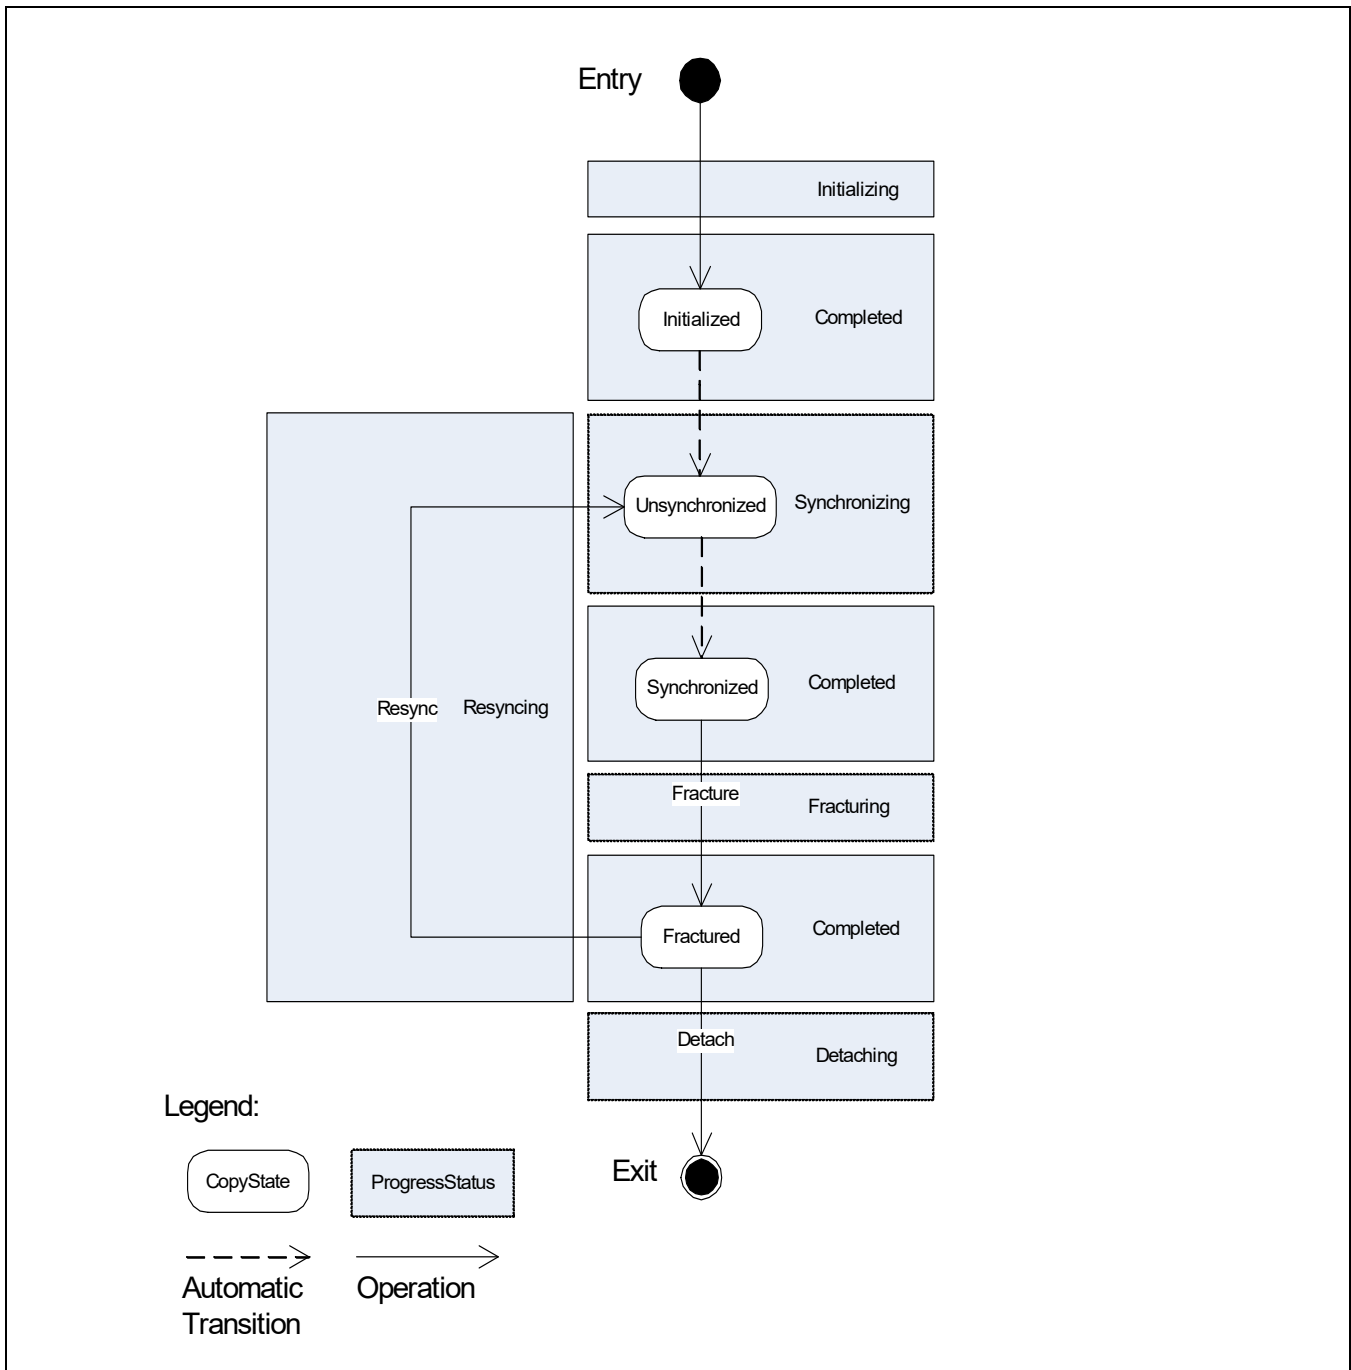 Entry
Initializing
Initialized
Completed
Unsynchronized
Synchronizing
Synchronized
Completed
Resync
Resyncing
Fracture
Fracturing
Fractured
Completed
Detach
Detaching
Legend:
CopyState
ProgressStatus
Exit
Automatic
Transition
Operation